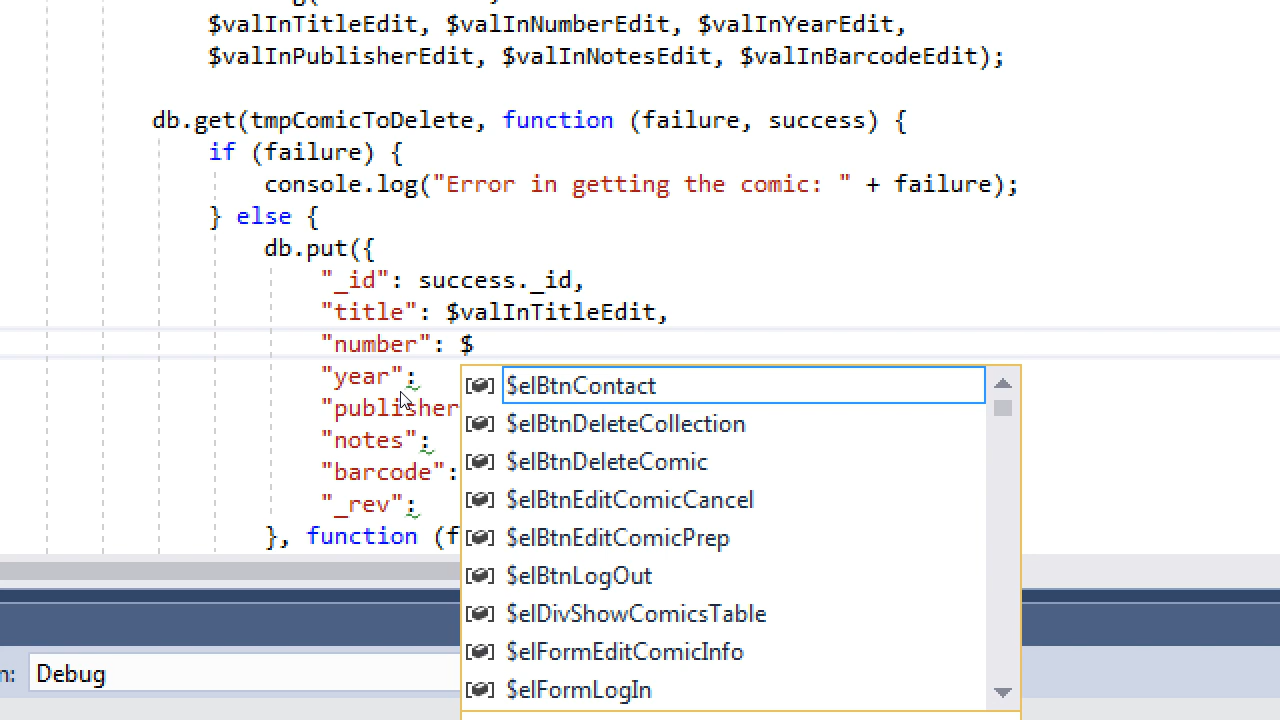 $valInTitleEdit, $valInNumberEdit, $valInYearEdit,
$valInPublisherEdit, $valInNotesEdit, $valInBarcodeEdit);
db.get(tmpComicToDelete, function (failure, success) {
if (failure) {
console.log("Error in getting the comic: " + failure);
} else {
db.put({
"_id": success._id,
"title": $valInTitleEdit,
"number": $
"year":
"publisher
"notes":
"barcode":
"_rev":
}, function (f
$elBtnContact
$elBtnDeleteCollection
$elBtnDeleteComic
$elBtnEditComicCancel
$elBtnEditComicPrep
$elBtnLogOut
$elDivShowComicsTable
$elFormEditComicInfo
$elFormLogIn
n: Debug